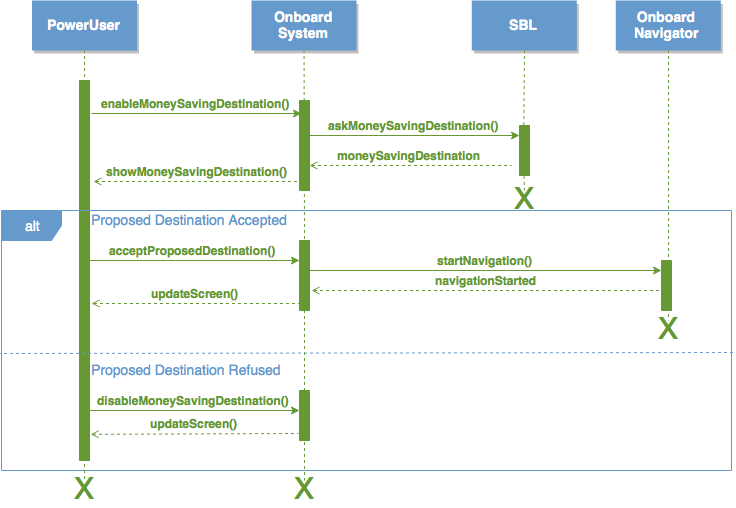 PowerUser
Onboard
System
SBL
Onboard
Navigator
enableMoneySavingDestination()
askMoneySavingDestination()
moneySavingDestination
showMoneySavingDestination()
alt
Proposed Destination Accepted
acceptProposedDestination()
startNavigation()
navigationStarted
updateScreen()
Proposed Destination Refused
disableMoneySavingDestination()
updateScreen()